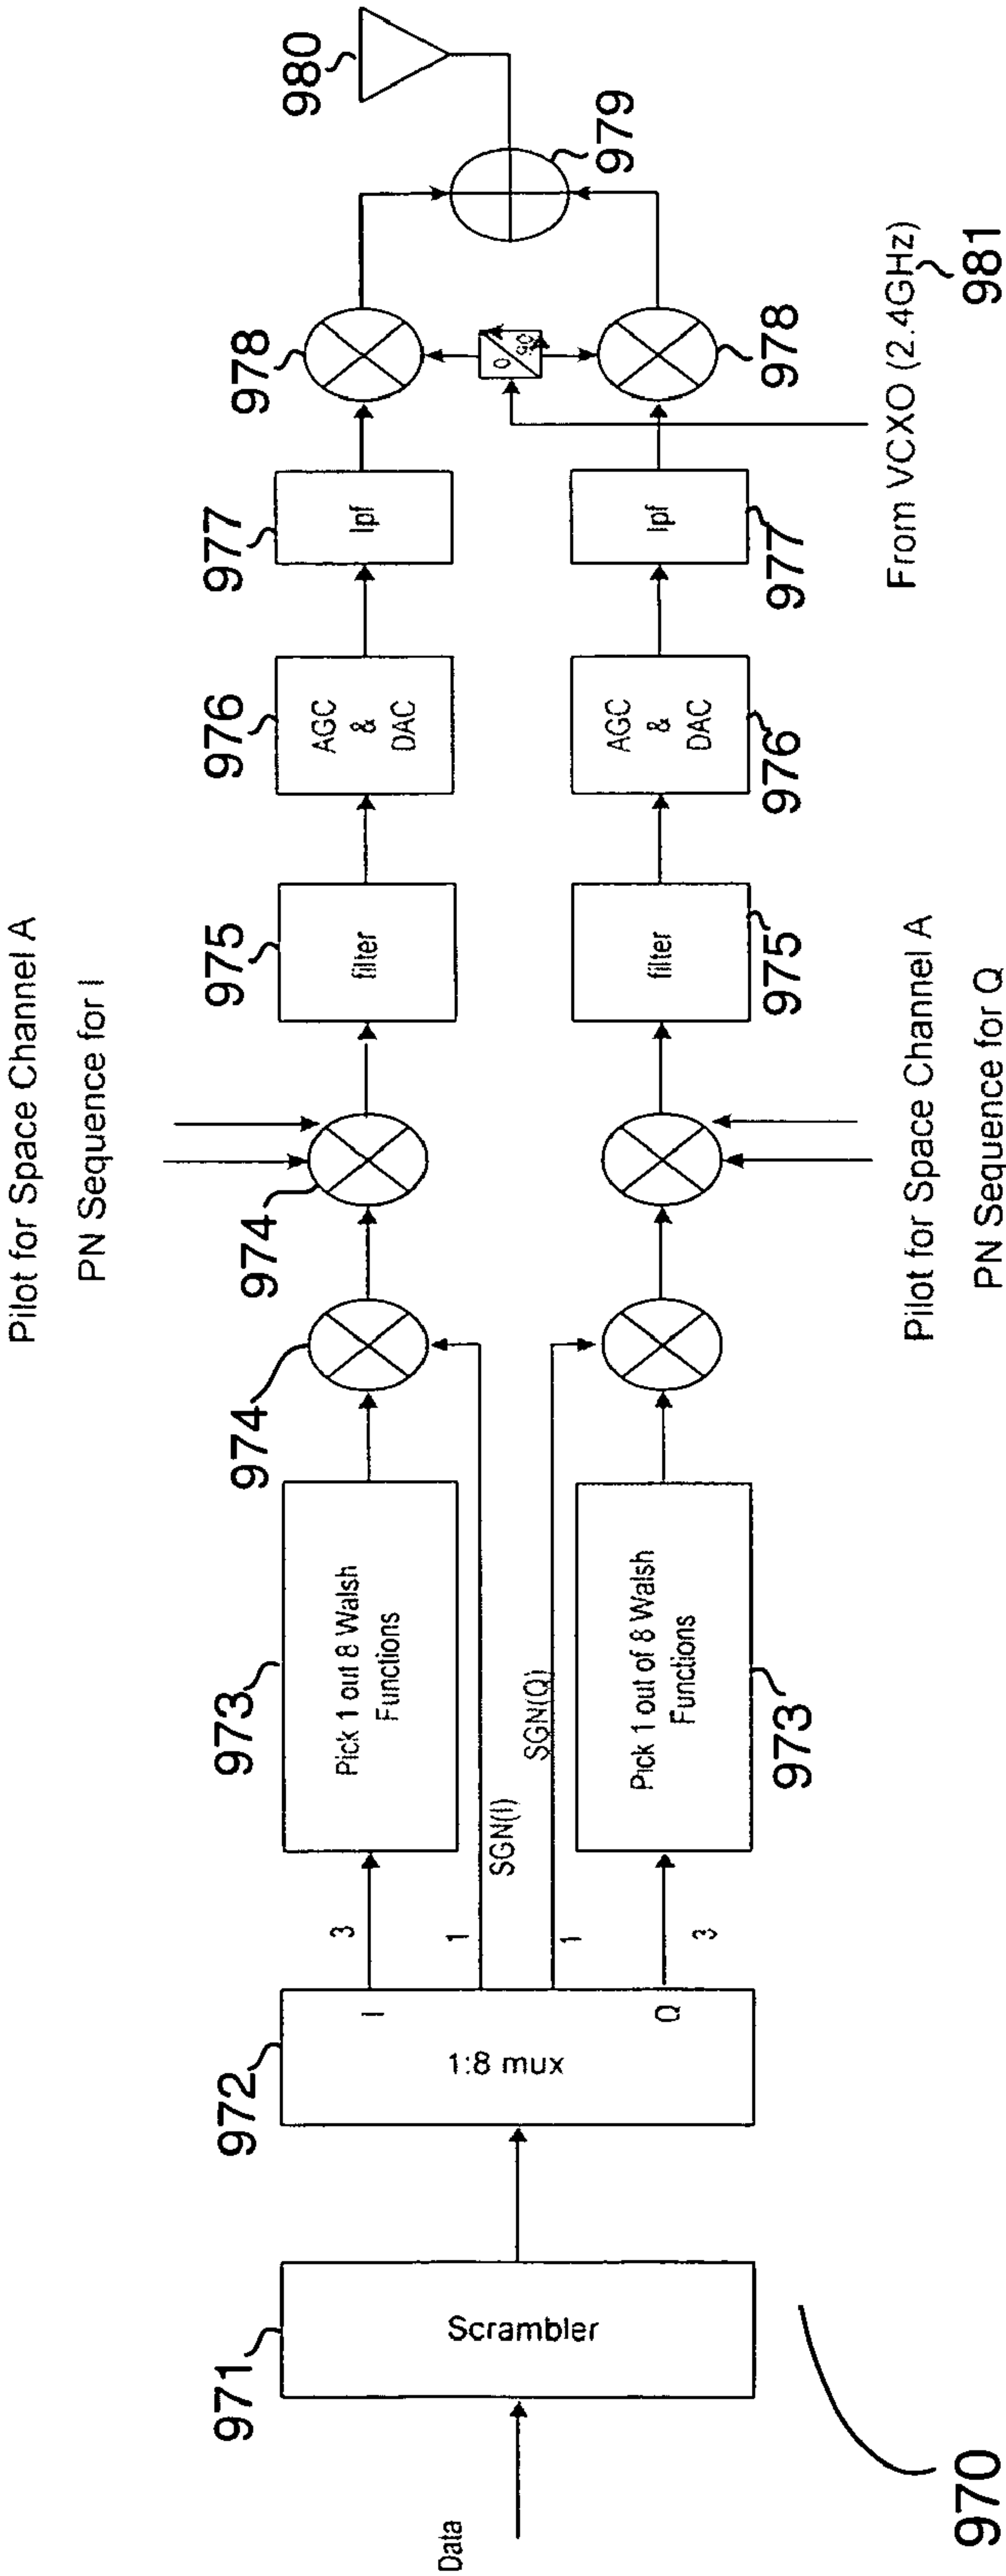 Pilot for Space Channel A
PN Sequence for I
980
979
978
978
From VCXO (2.4GHz)
981
0
90
977
lpf
977
lpf
976
AGC
&
DAC
976
AGC
&
DAC
975
filter
975
filter
974
974
Pilot for Space Channel A
PN Sequence for Q
973
Pick 1 out 8 Walsh
Functions
973
Pick 1 out of 8 Walsh
Functions
SGN(I)
SGN(Q)
3
1
1
3
972
I
1:8 mux
Q
971
Scrambler
Data
970